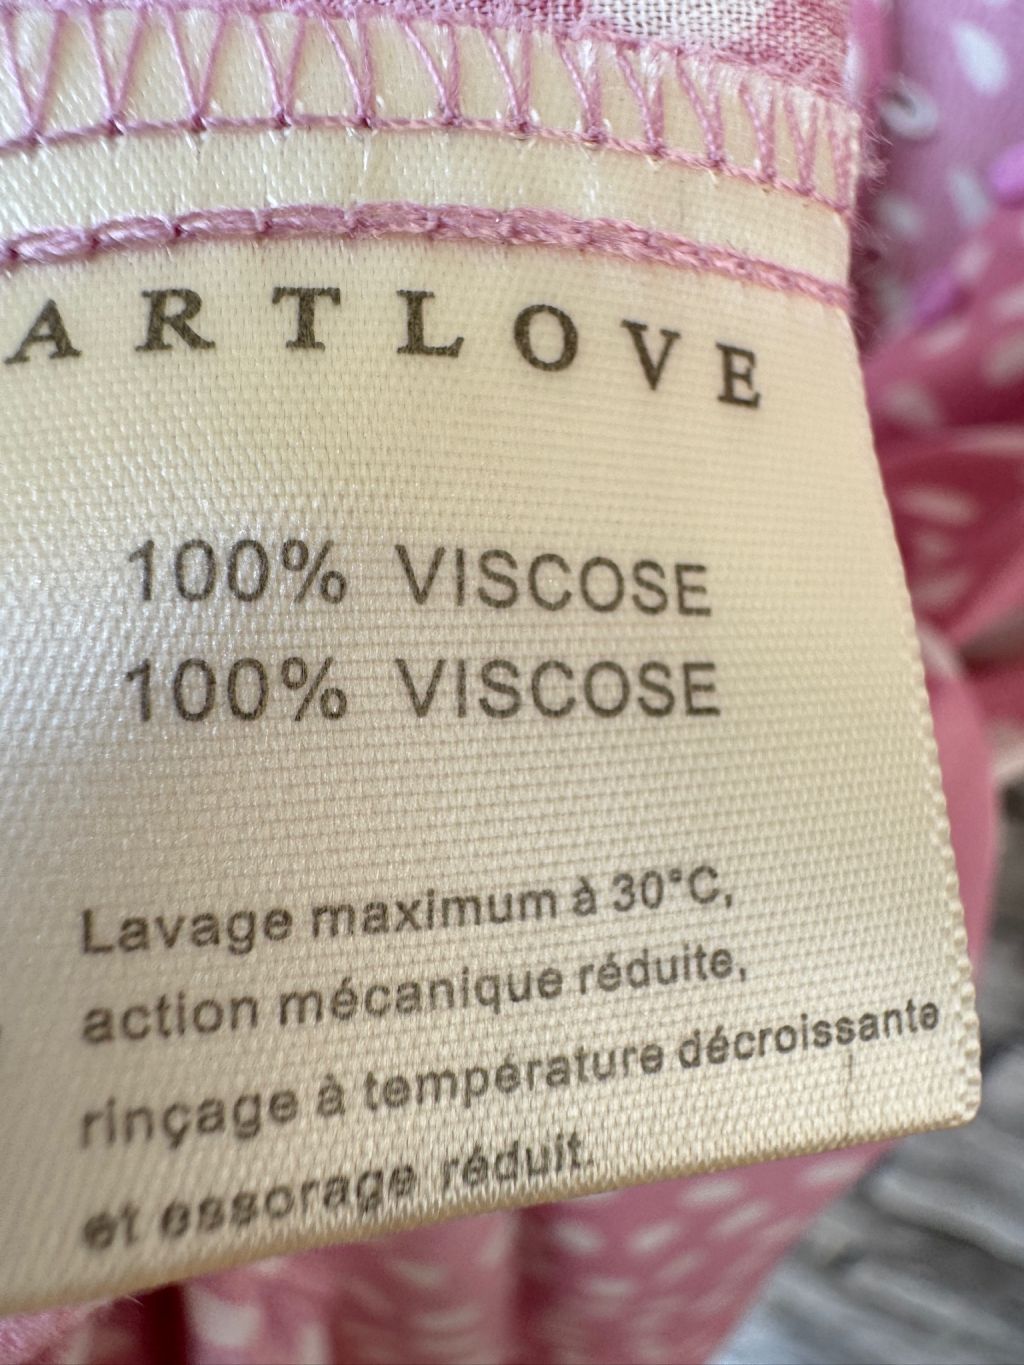 ARTLOVE
100% VISCOSE
100% VISCOSE
Lavage maximum à 30°C,
action mécanique réduite,
rinçage à température décroissante
et essorage réduit.